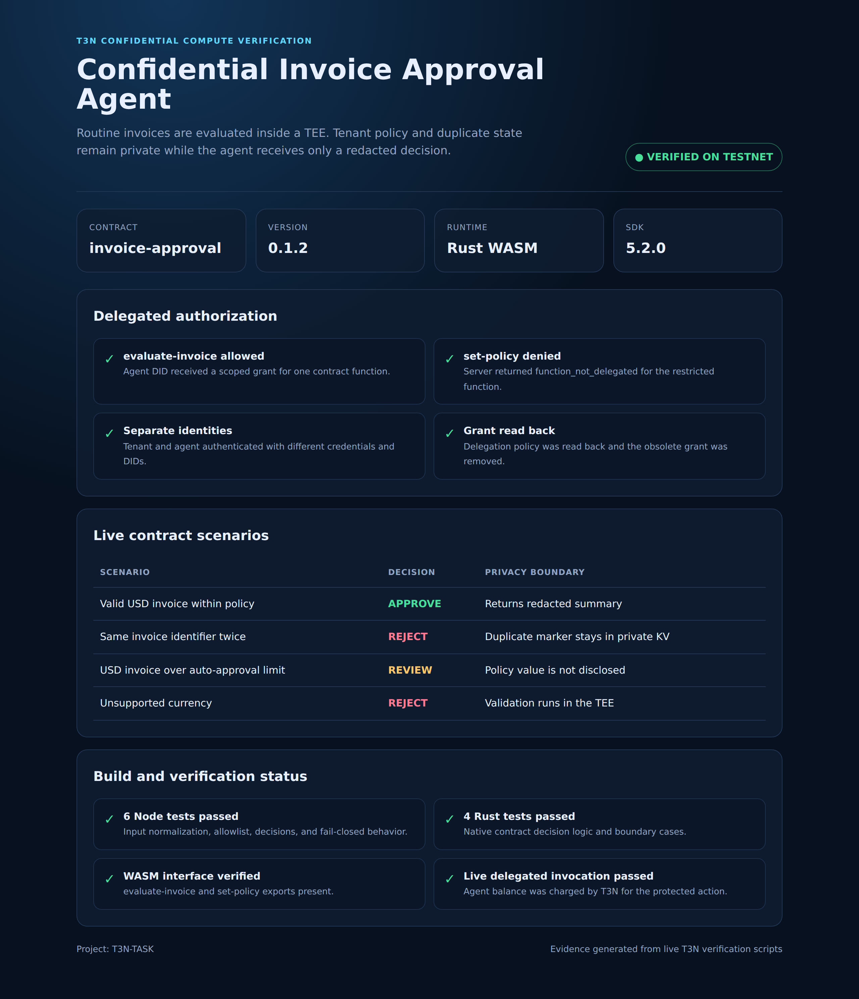 T3N CONFIDENTIAL COMPUTE VERIFICATION
Confidential Invoice Approval
Agent
Routine invoices are evaluated inside a TEE. Tenant policy and duplicate state
remain private while the agent receives only a redacted decision.
● VERIFIED ON TESTNET
CONTRACT
invoice-approval
VERSION
0.1.2
RUNTIME
Rust WASM
SDK
5.2.0
Delegated authorization
✓ evaluate-invoice allowed
Agent DID received a scoped grant for one contract function.
✓ set-policy denied
Server returned function_not_delegated for the restricted
function.
✓ Separate identities
Tenant and agent authenticated with different credentials and
DIDs.
✓ Grant read back
Delegation policy was read back and the obsolete grant was
removed.
Live contract scenarios
SCENARIO DECISION PRIVACY BOUNDARY
Valid USD invoice within policy APPROVE Returns redacted summary
Same invoice identifier twice REJECT Duplicate marker stays in private KV
USD invoice over auto-approval limit REVIEW Policy value is not disclosed
Unsupported currency REJECT Validation runs in the TEE
Build and verification status
✓ 6 Node tests passed
Input normalization, allowlist, decisions, and fail-closed behavior.
✓ 4 Rust tests passed
Native contract decision logic and boundary cases.
✓ WASM interface verified
evaluate-invoice and set-policy exports present.
✓ Live delegated invocation passed
Agent balance was charged by T3N for the protected action.
Project: T3N-TASK
Evidence generated from live T3N verification scripts